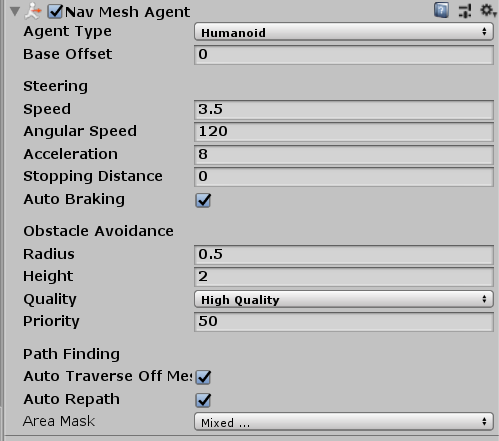 Nav Mesh Agent
Agent Type Humanoid
Base Offset 0
Steering
Speed 3.5
Angular Speed 120
Acceleration 8
Stopping Distance 0
Auto Braking
Obstacle Avoidance
Radius 0.5
Height 2
Quality High Quality
Priority 50
Path Finding
Auto Traverse Off Mes
Auto Repath
Area Mask Mixed ...